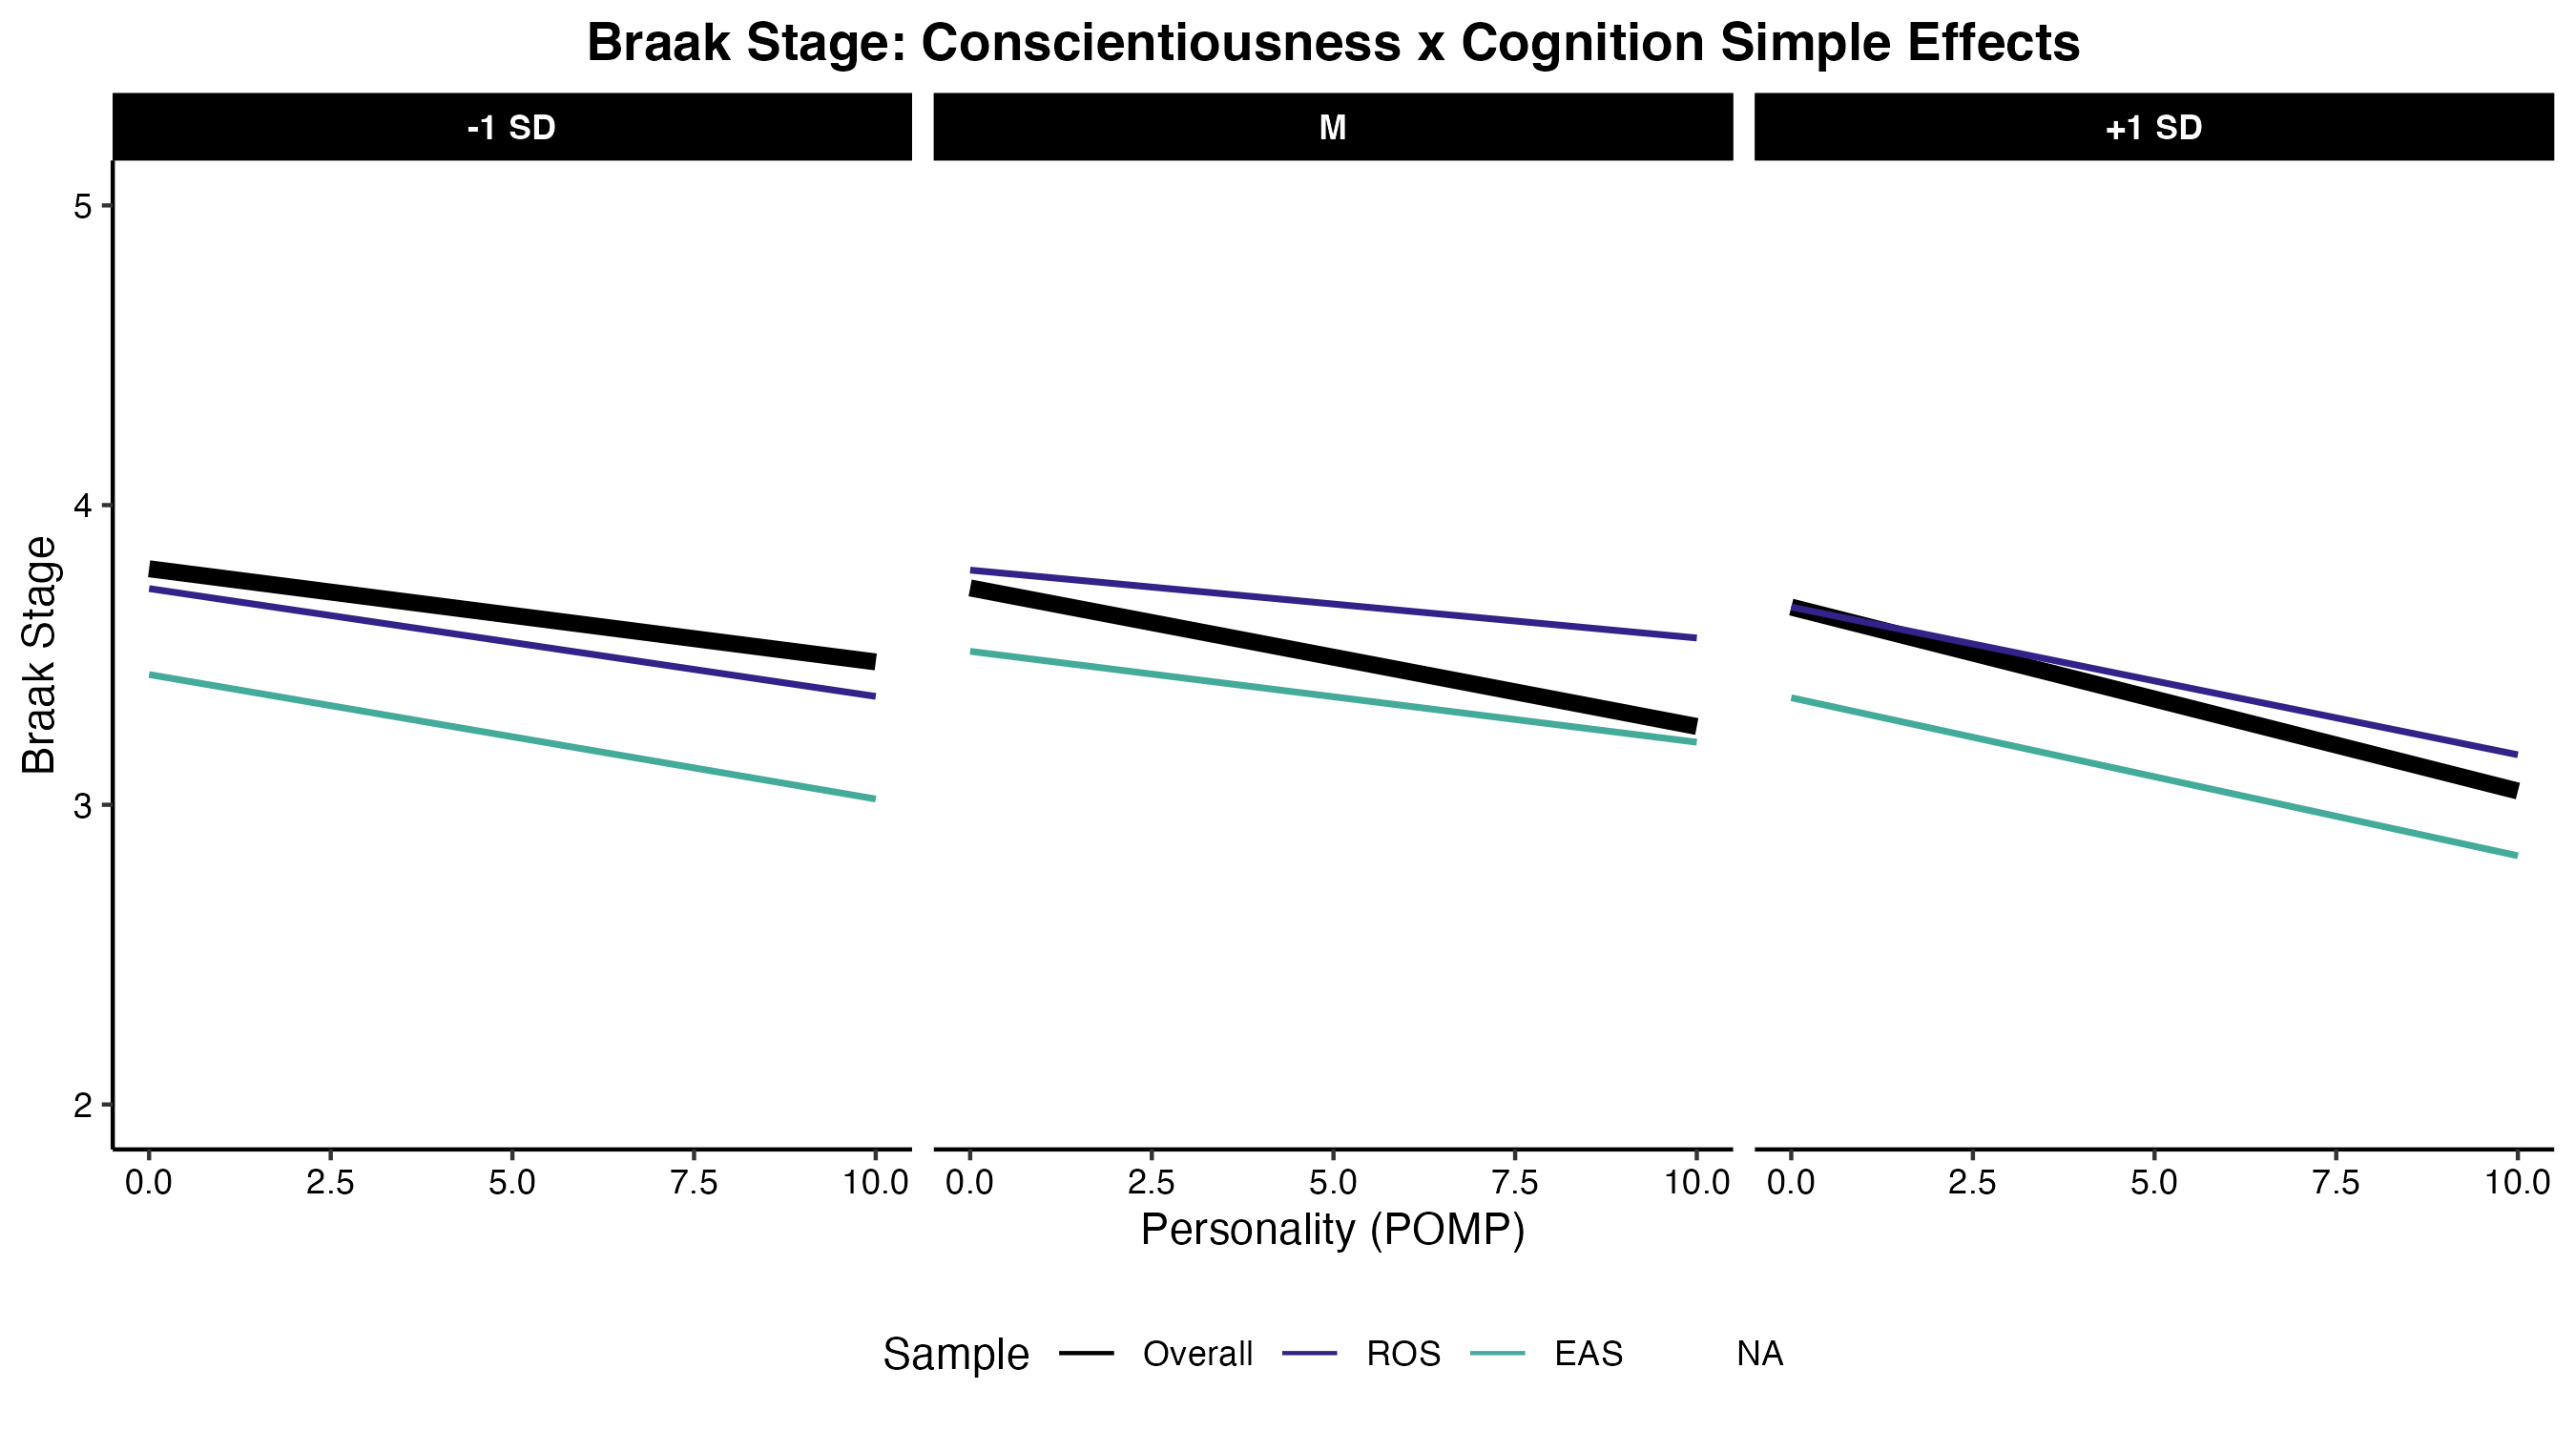 Braak Stage: Conscientiousness x Cognition Simple Effects
-1 SD
M
+1 SD
Braak Stage
5
4
3
2
0.0 2.5 5.0 7.5 10.0
0.0 2.5 5.0 7.5 10.0
0.0 2.5 5.0 7.5 10.0
Personality (POMP)
Sample Overall ROS EAS NA